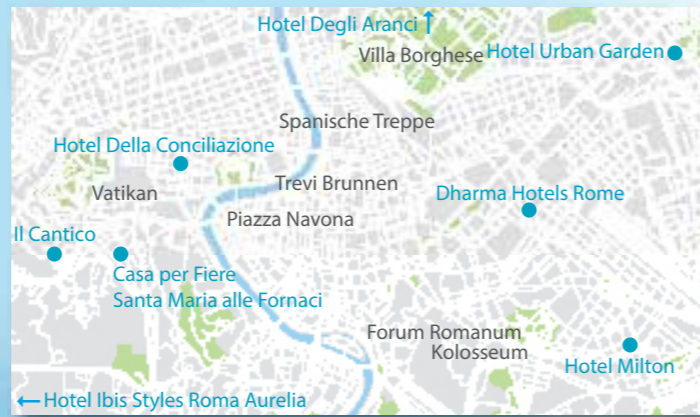 Hotel Degli Aranci ↑
Villa Borghese
Hotel Urban Garden
Spanische Treppe
Hotel Della Conciliazione
Trevi Brunnen
Vatikan
Dharma Hotels Rome
Piazza Navona
Il Cantico
Casa per Fiere
Santa Maria alle Fornaci
Forum Romanum
Kolosseum
Hotel Milton
← Hotel Ibis Styles Roma Aurelia